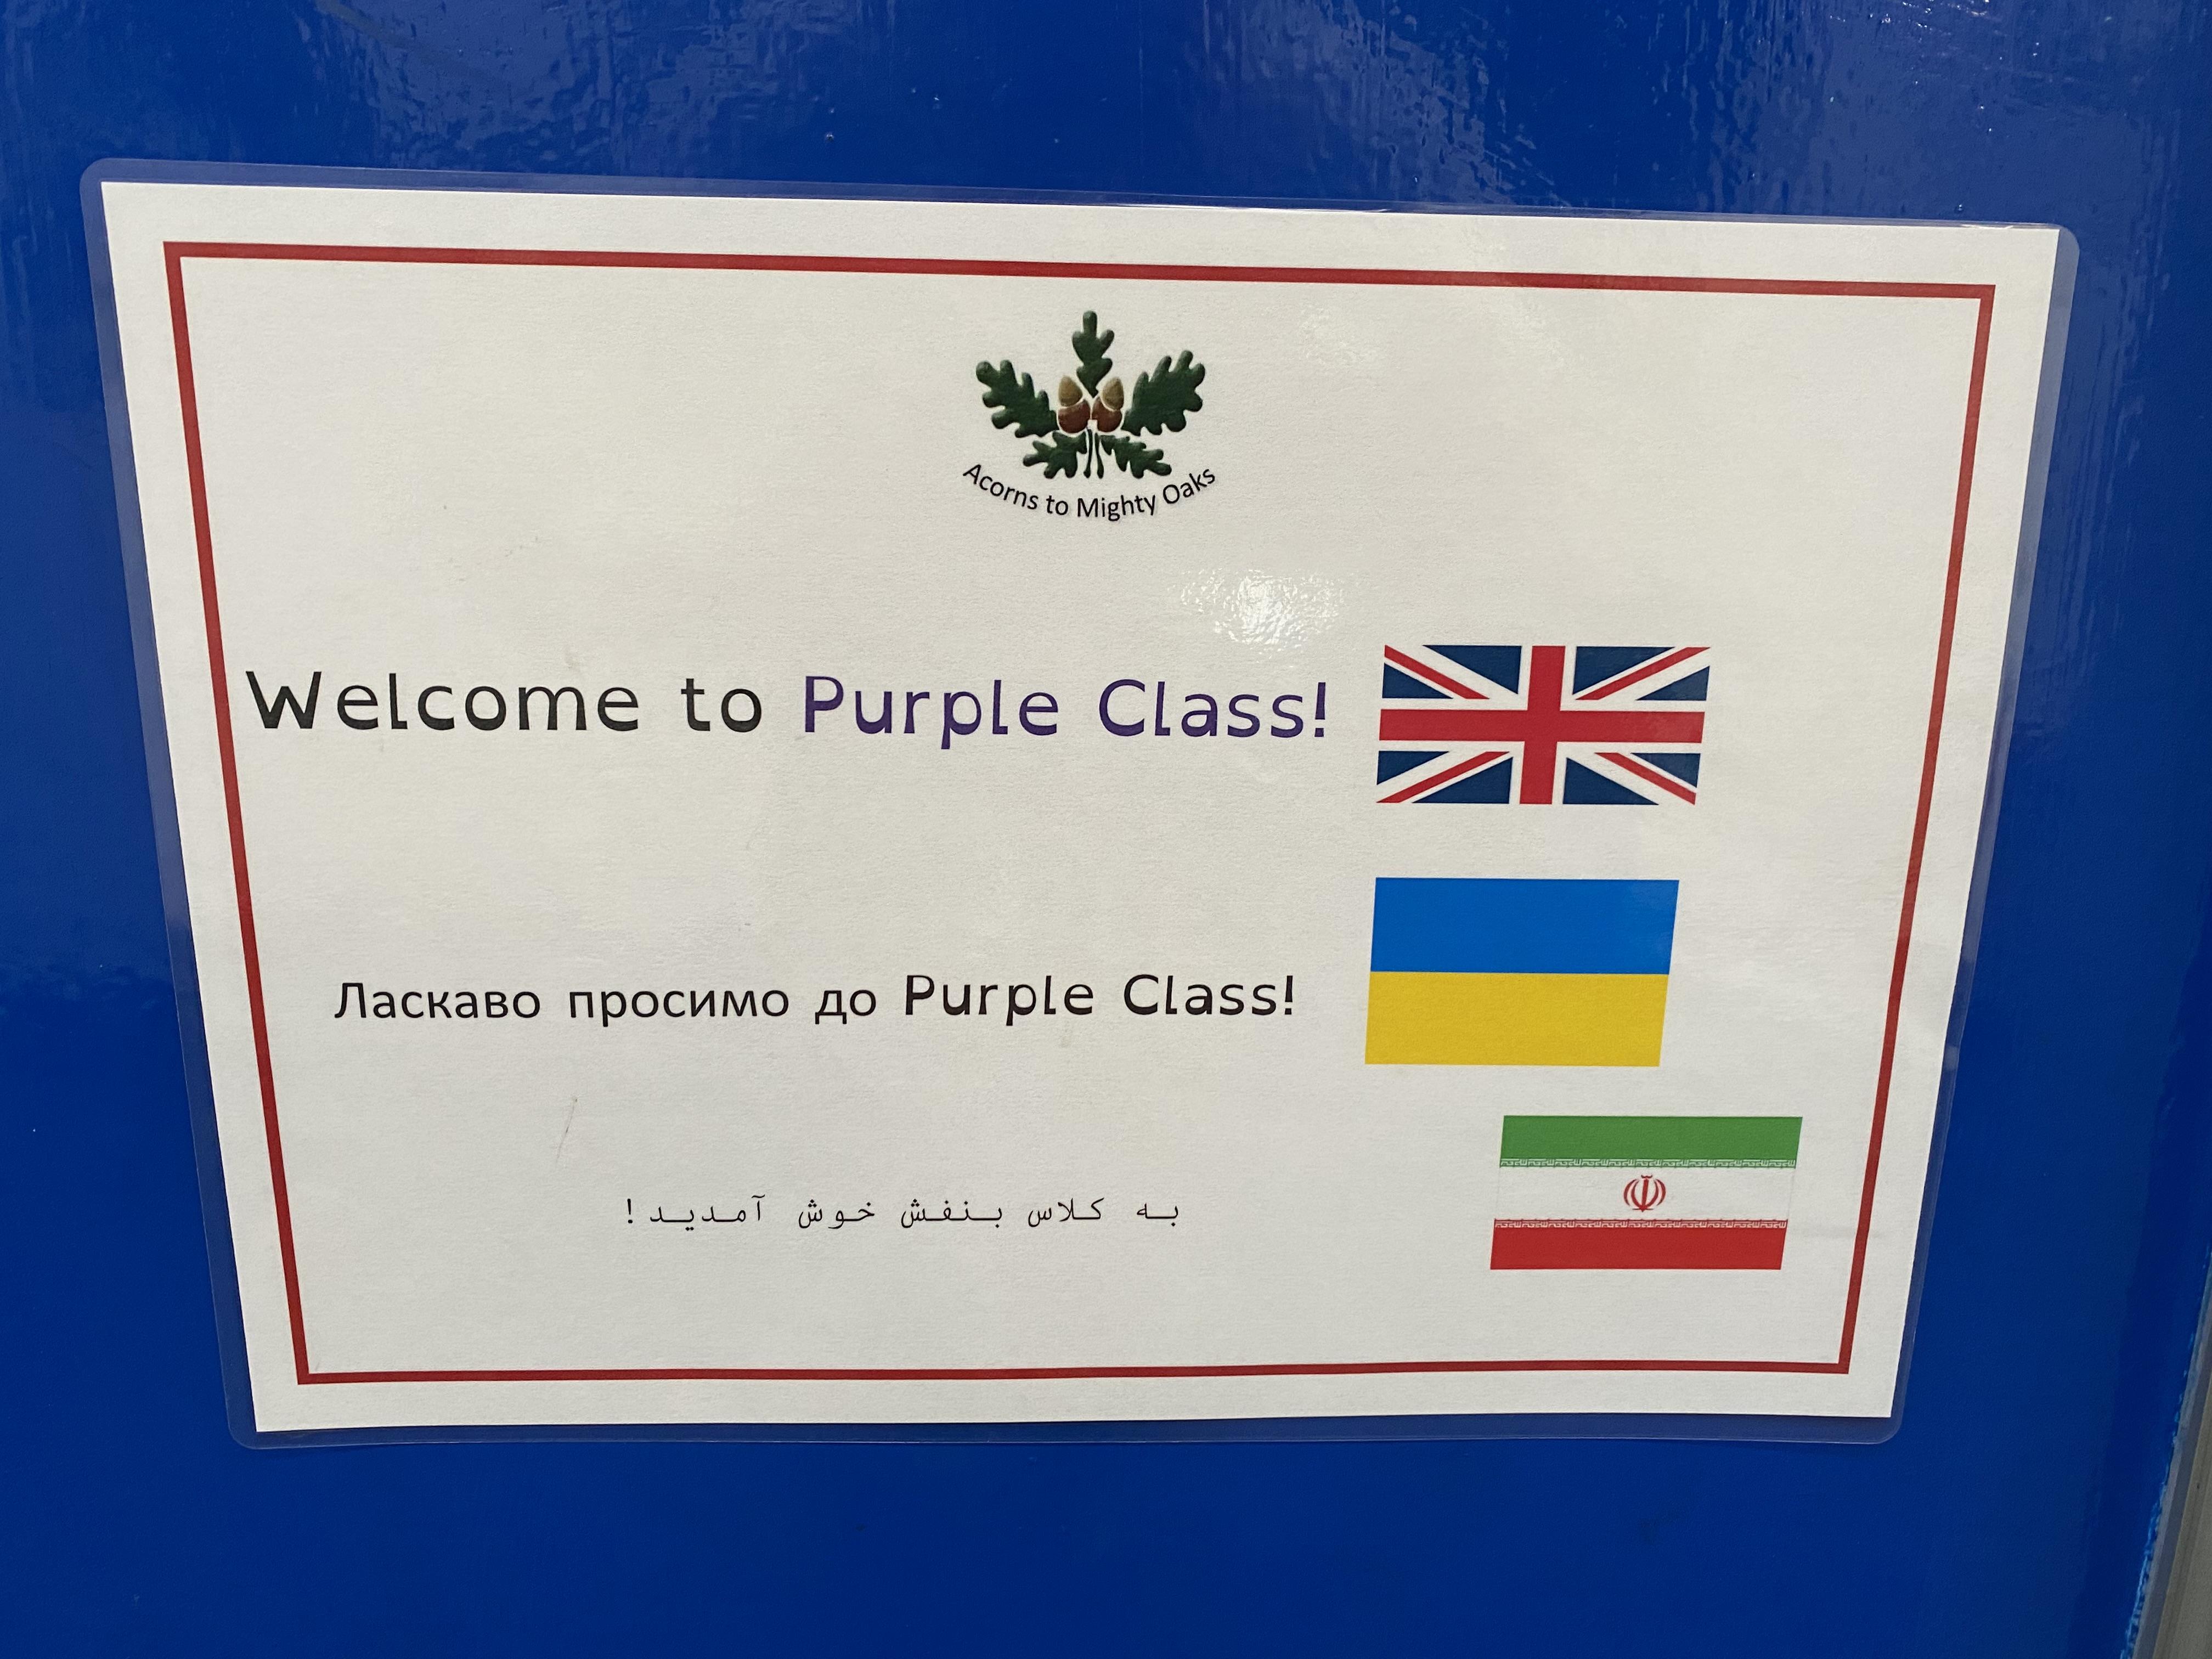 Acorns to Mighty Oaks
Welcome to Purple Class!
Ласкаво просимо до Purple Class!
به کلاس بنفش خوش آمدید!